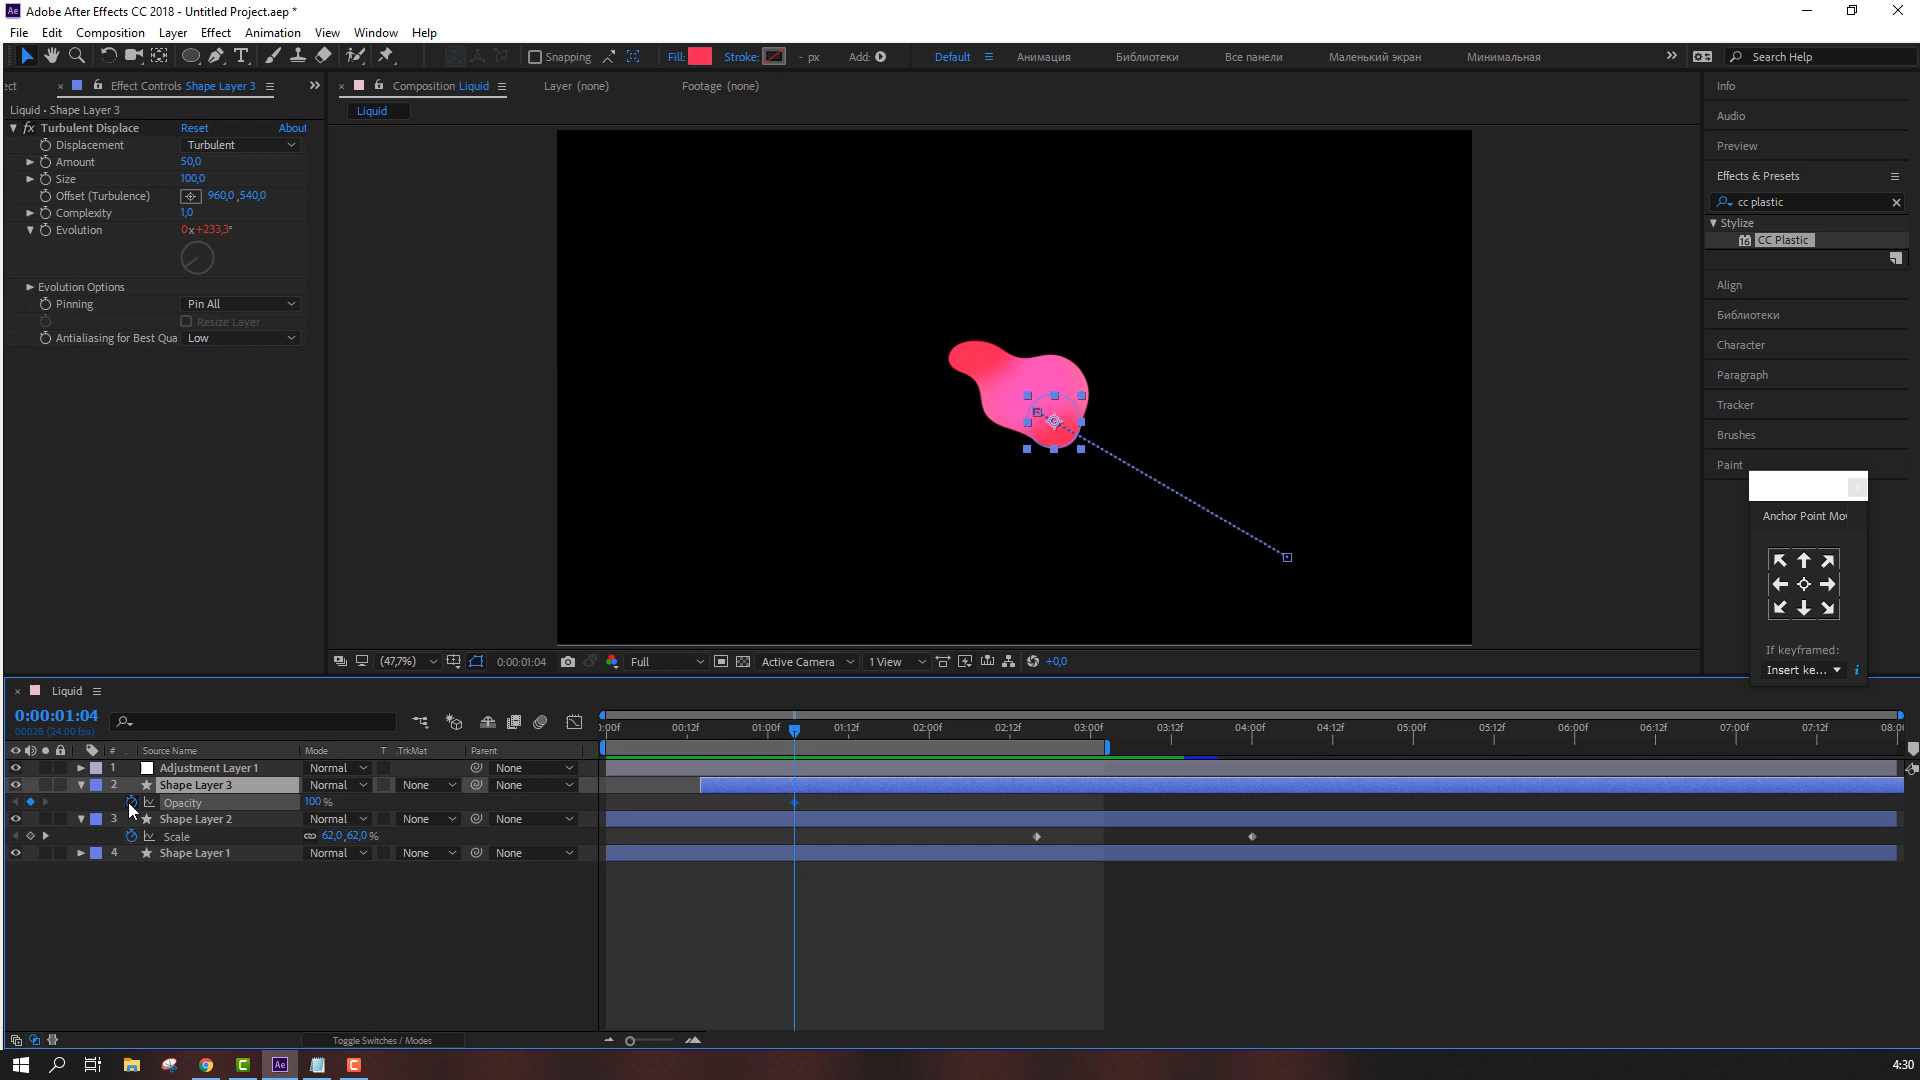 Adobe After Effects CC 2018 - Untitled Project.aep *
File Edit Composition Layer Effect Animation View Window Help
Snapping Fill: Stroke: - px Add: Default Анимация Библиотеки Все панели Маленький экран Минимальная Search Help
ect Effect Controls Shape Layer 3
Liquid • Shape Layer 3
fx Turbulent Displace Reset About
Displacement Turbulent
Amount 50,0
Size 100,0
Offset (Turbulence) 960,0 ,540,0
Complexity 1,0
Evolution 0x+233,3°
Evolution Options
Pinning Pin All
Resize Layer
Antialiasing for Best Qua Low
Composition Liquid Layer (none) Footage (none)
Liquid
(47,7%) 0:00:01:04 Full Active Camera 1 View +0,0
Info
Audio
Preview
Effects & Presets
cc plastic
Stylize
16 CC Plastic
Align
Библиотеки
Character
Paragraph
Tracker
Brushes
Paint
Anchor Point Mov
If keyframed:
Insert ke...
Liquid
0:00:01:04
00028 (24.00 fps)
:00f 00:12f 01:00f 01:12f 02:00f 02:12f 03:00f 03:12f 04:00f 04:12f 05:00f 05:12f 06:00f 06:12f 07:00f 07:12f 08:0
# Source Name Mode T .TrkMat Parent
1 Adjustment Layer 1 Normal None
2 Shape Layer 3 Normal None None
Opacity 100 %
3 Shape Layer 2 Normal None None
Scale 62,0,62,0 %
4 Shape Layer 1 Normal None None
Toggle Switches / Modes
Ae C
4:30